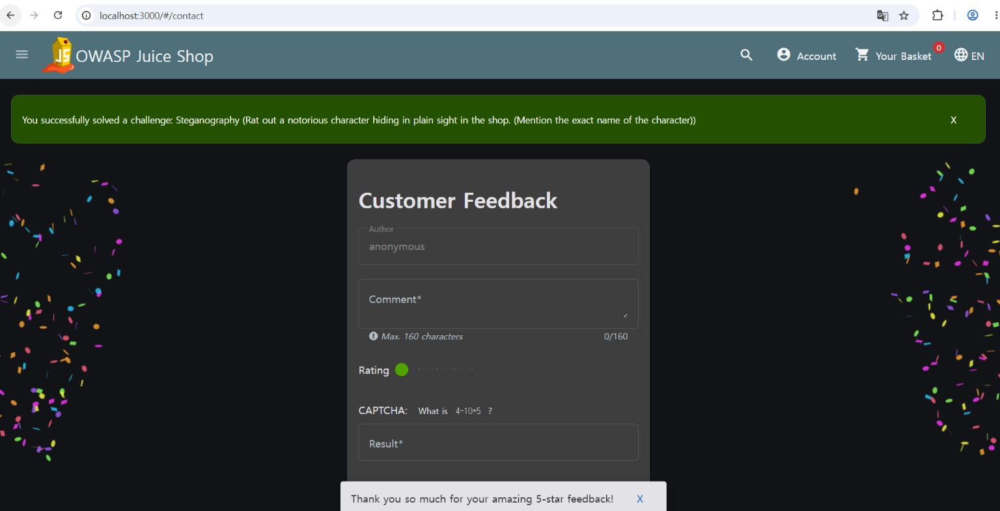 localhost:3000/#/contact
JS OWASP Juice Shop
Account
Your Basket 0
EN
You successfully solved a challenge: Steganography (Rat out a notorious character hiding in plain sight in the shop. (Mention the exact name of the character)) X
Customer Feedback
Author
anonymous
Comment*
Max. 160 characters 0/160
Rating
CAPTCHA: What is 4-10+5 ?
Result*
Thank you so much for your amazing 5-star feedback! X